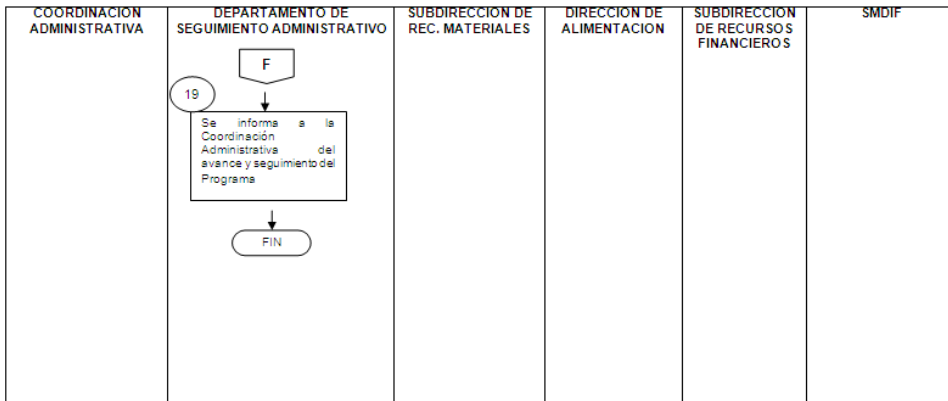 COORDINACION
ADMINISTRATIVA
DEPARTAMENTO DE
SEGUIMIENTO ADMINISTRATIVO
SUBDIRECCION DE
REC. MATERIALES
DIRECCION DE
ALIMENTACION
SUBDIRECCION
DE RECURSOS
FINANCIEROS
SMDIF
F
19
Se informa a la
Coordinación
Administrativa del
avance y seguimiento del
Programa
FIN